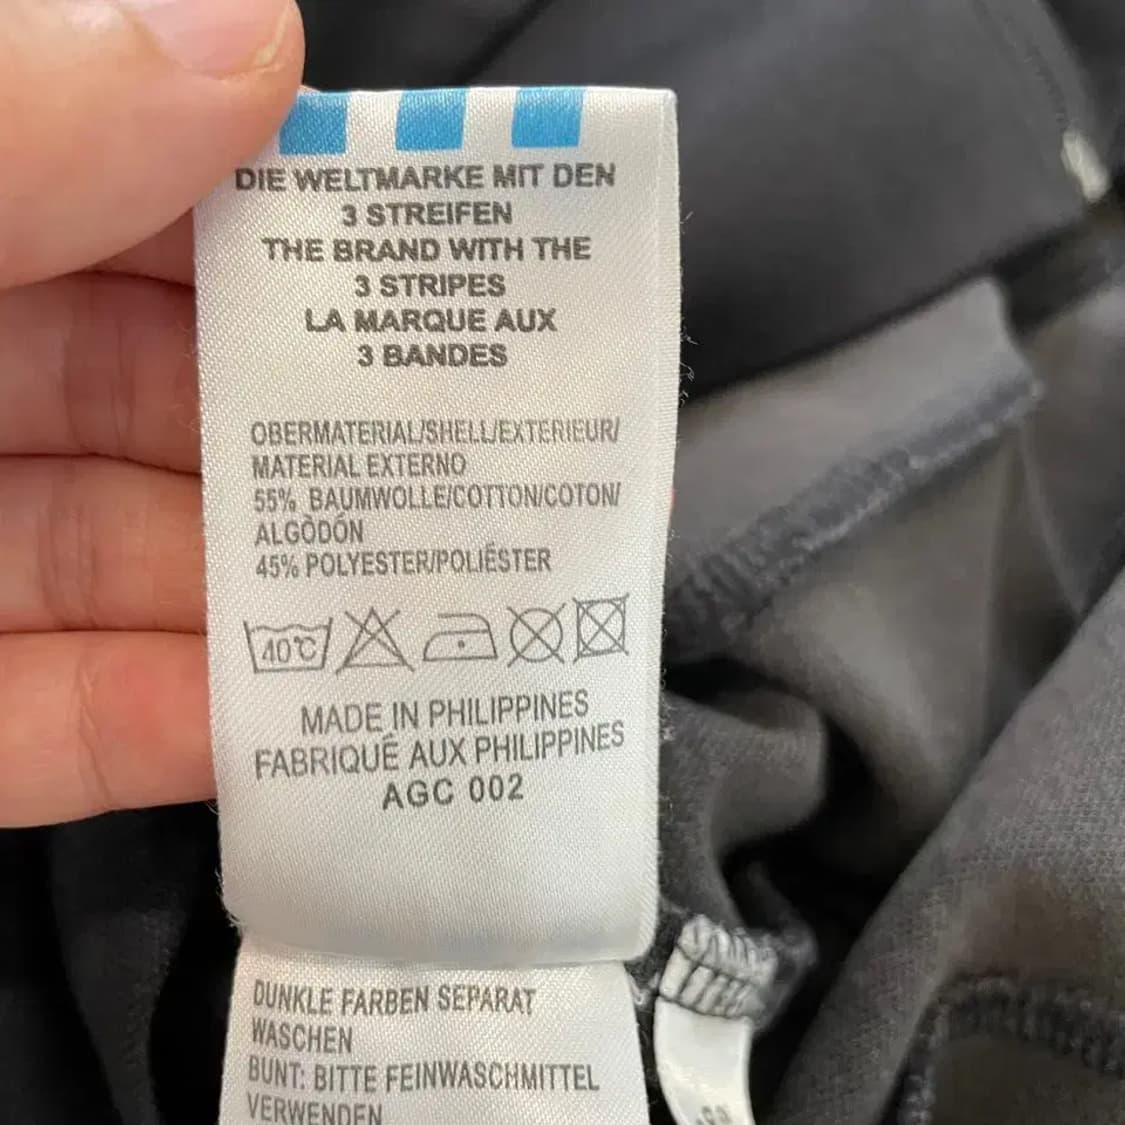 DIE WELTMARKE MIT DEN
3 STREIFEN
THE BRAND WITH THE
3 STRIPES
LA MARQUE AUX
3 BANDES
OBERMATERIAL/SHELL/EXTERIEUR/
MATERIAL EXTERNO
55% BAUMWOLLE/COTTON/COTON/
ALGÒDÓN
45% POLYESTER/POLIÉSTER
40°C
MADE IN PHILIPPINES
FABRIQUÉ AUX PHILIPPINES
AGC 002
DUNKLE FARBEN SEPARAT
WASCHEN
BUNT: BITTE FEINWASCHMITTEL
VERWENDEN